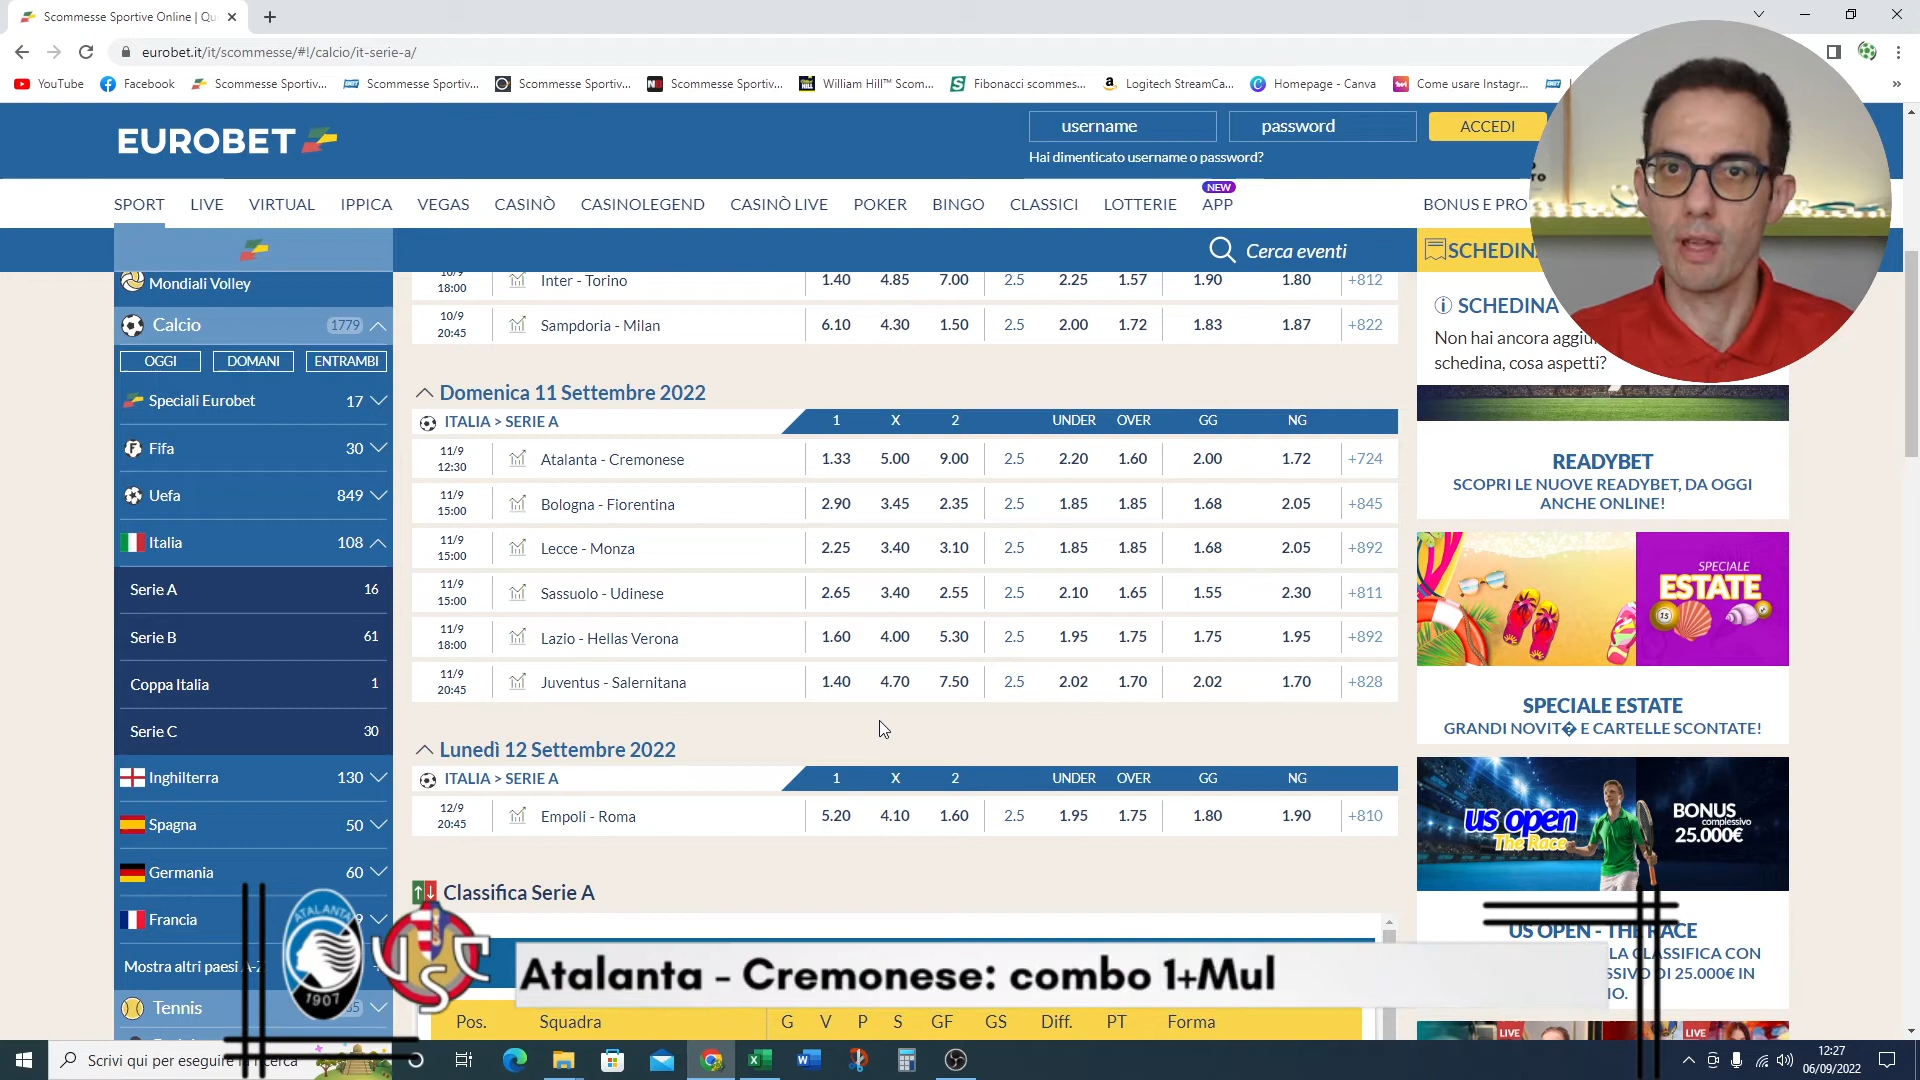 Scommesse Sportive Online | Qu
eurobet.it/it/scommesse/#!/calcio/it-serie-a/
YouTube Facebook Scommesse Sportiv... Scommesse Sportiv... Scommesse Sportiv... Scommesse Sportiv... William Hill™ Scom... Fibonacci scommes... Logitech StreamCa... Homepage - Canva Come usare Instagr...
EUROBET
username password ACCEDI
Hai dimenticato username o password?
SPORT LIVE VIRTUAL IPPICA VEGAS CASINÒ CASINOLEGEND CASINÒ LIVE POKER BINGO CLASSICI LOTTERIE NEW APP BONUS E PRO
Cerca eventi
SCHEDINA
Mondiali Volley
Calcio 1779
OGGI DOMANI ENTRAMBI
Speciali Eurobet 17
Fifa 30
Uefa 849
Italia 108
Serie A 16
Serie B 61
Coppa Italia 1
Serie C 30
Inghilterra 130
Spagna 50
Germania 60
Francia
Mostra altri paesi A-Z
Tennis
10/9 18:00 Inter - Torino 1.40 4.85 7.00 2.5 2.25 1.57 1.90 1.80 +812
10/9 20:45 Sampdoria - Milan 6.10 4.30 1.50 2.5 2.00 1.72 1.83 1.87 +822
Domenica 11 Settembre 2022
ITALIA > SERIE A 1 X 2 UNDER OVER GG NG
11/9 12:30 Atalanta - Cremonese 1.33 5.00 9.00 2.5 2.20 1.60 2.00 1.72 +724
11/9 15:00 Bologna - Fiorentina 2.90 3.45 2.35 2.5 1.85 1.85 1.68 2.05 +845
11/9 15:00 Lecce - Monza 2.25 3.40 3.10 2.5 1.85 1.85 1.68 2.05 +892
11/9 15:00 Sassuolo - Udinese 2.65 3.40 2.55 2.5 2.10 1.65 1.55 2.30 +811
11/9 18:00 Lazio - Hellas Verona 1.60 4.00 5.30 2.5 1.95 1.75 1.75 1.95 +892
11/9 20:45 Juventus - Salernitana 1.40 4.70 7.50 2.5 2.02 1.70 2.02 1.70 +828
Lunedì 12 Settembre 2022
ITALIA > SERIE A 1 X 2 UNDER OVER GG NG
12/9 20:45 Empoli - Roma 5.20 4.10 1.60 2.5 1.95 1.75 1.80 1.90 +810
Classifica Serie A
Pos. Squadra G V P S GF GS Diff. PT Forma
SCHEDINA
Non hai ancora aggiu
schedina, cosa aspetti?
READYBET
SCOPRI LE NUOVE READYBET, DA OGGI
ANCHE ONLINE!
SPECIALE
ESTATE
SPECIALE ESTATE
GRANDI NOVIT� E CARTELLE SCONTATE!
us open
The Race
BONUS
complessivo
25.000€
US OPEN - THE RACE
LA CLASSIFICA CON
DI 25.000€ IN
LIVE LIVE
ATALANTA
1907
Atalanta - Cremonese: combo 1+Mul
Scrivi qui per eseguire la ricerca
12:27
06/09/2022